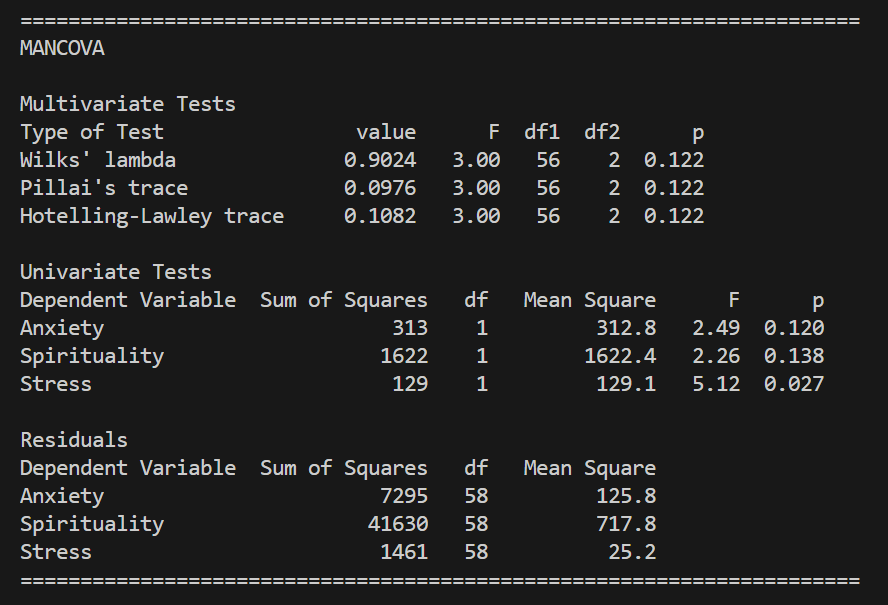 ======================================================================
MANCOVA
Multivariate Tests
Type of Test                value      F  df1  df2      p
Wilks' lambda              0.9024   3.00   56    2  0.122
Pillai's trace             0.0976   3.00   56    2  0.122
Hotelling-Lawley trace     0.1082   3.00   56    2  0.122
Univariate Tests
Dependent Variable  Sum of Squares   df   Mean Square      F      p
Anxiety                        313    1         312.8   2.49  0.120
Spirituality                  1622    1        1622.4   2.26  0.138
Stress                         129    1         129.1   5.12  0.027
Residuals
Dependent Variable  Sum of Squares   df   Mean Square
Anxiety                       7295   58         125.8
Spirituality                 41630   58         717.8
Stress                        1461   58          25.2
======================================================================